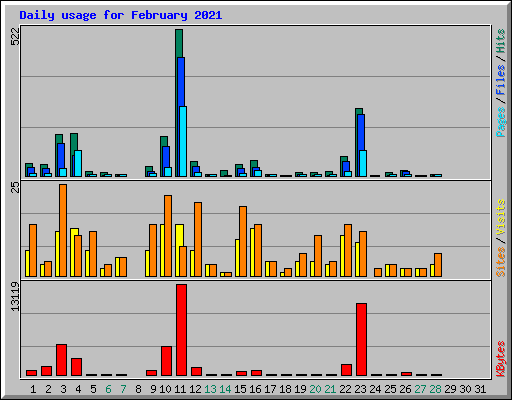 Daily usage for February 2021
522
Pages / Files / Hits
25
Sites / Visits
13119
KBytes
1 2 3 4 5 6 7 8 9 10 11 12 13 14 15 16 17 18 19 20 21 22 23 24 25 26 27 28 29 30 31